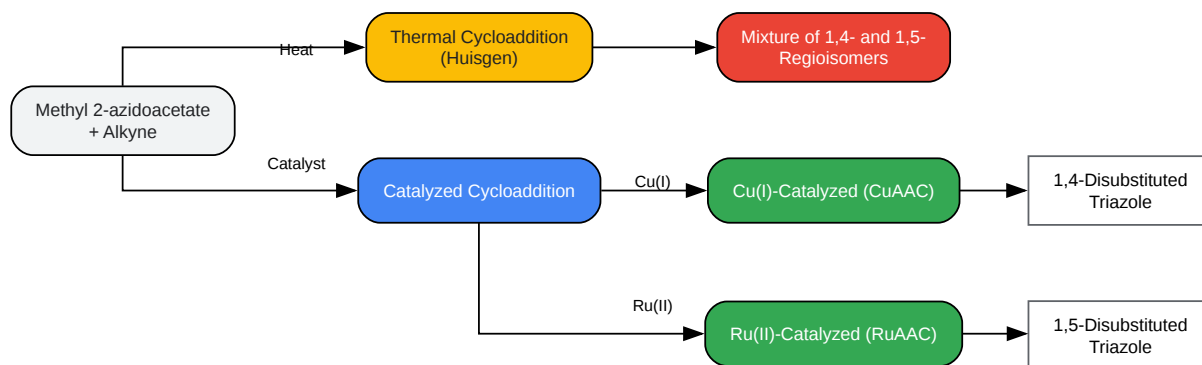 Methyl 2-azidoacetate
+ Alkyne
Heat
Thermal Cycloaddition
(Huisgen)
Mixture of 1,4- and 1,5-
Regioisomers
Catalyst
Catalyzed Cycloaddition
Cu(I)
Cu(I)-Catalyzed (CuAAC)
1,4-Disubstituted
Triazole
Ru(II)
Ru(II)-Catalyzed (RuAAC)
1,5-Disubstituted
Triazole